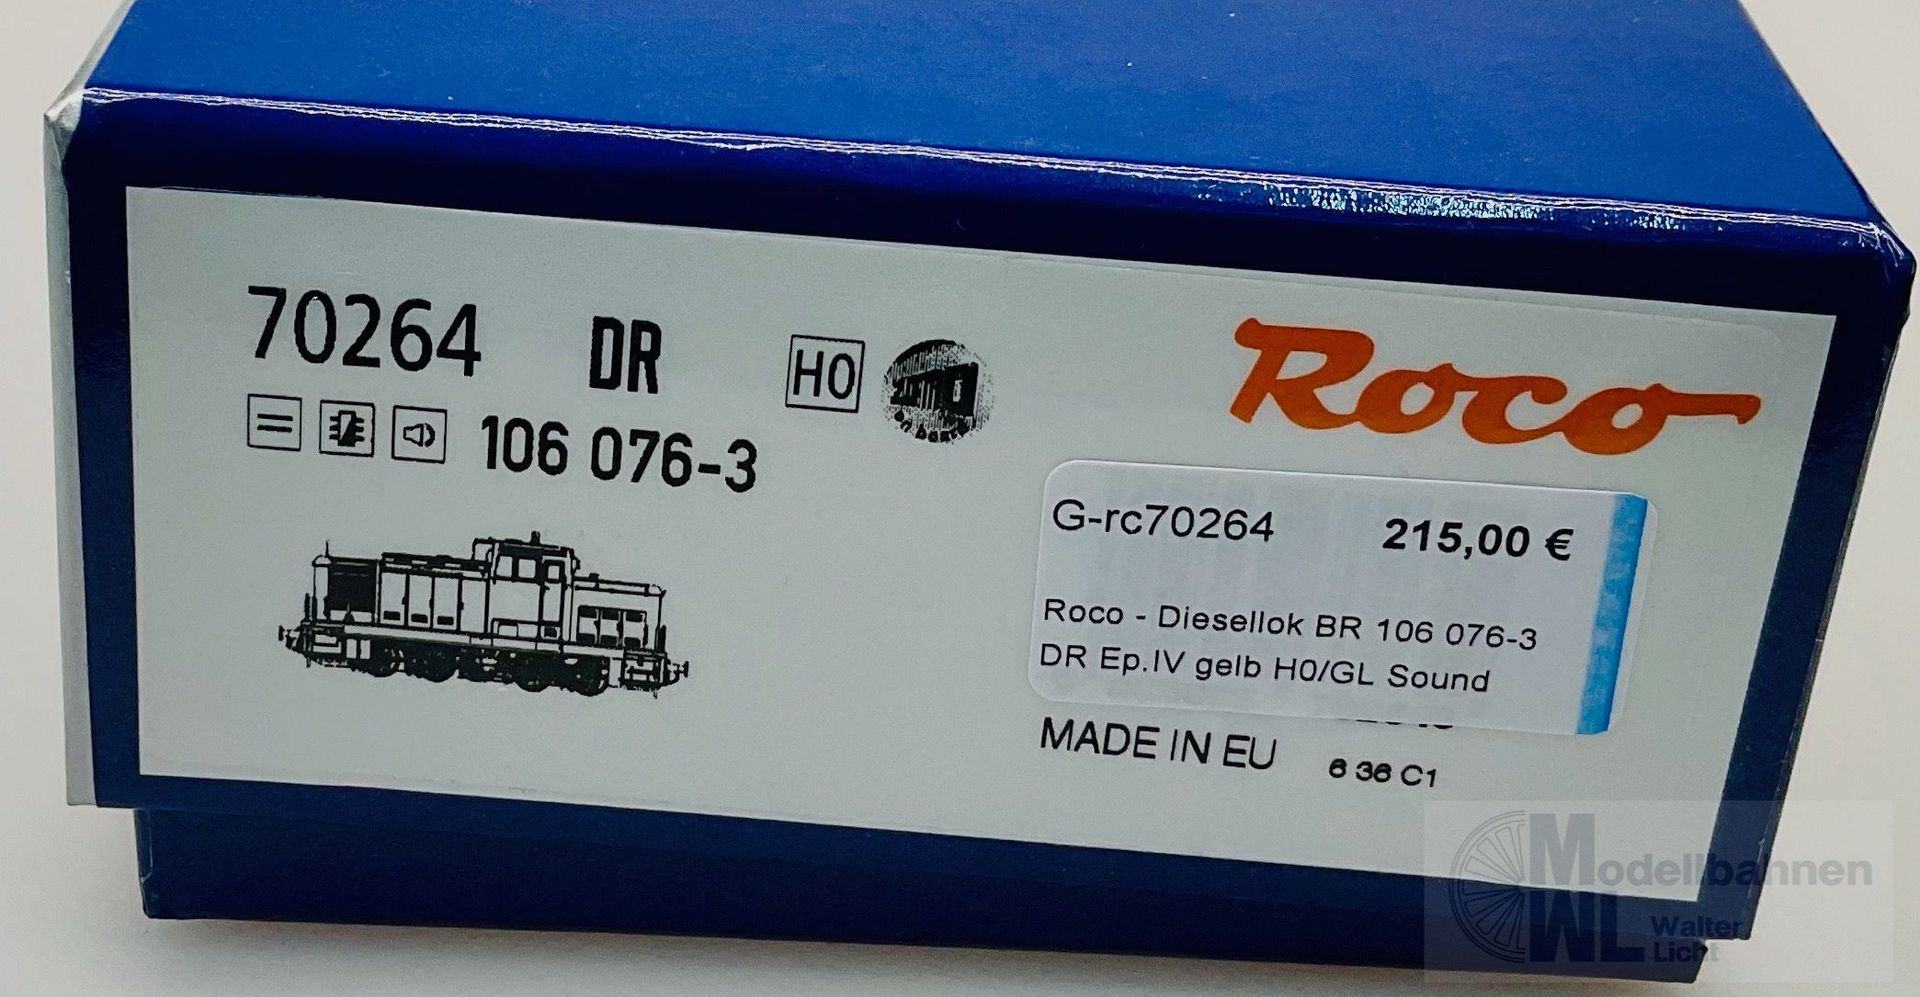 70264 DR H0
106 076-3
Roco
G-rc70264 215,00 €
Roco - Diesellok BR 106 076-3
DR Ep.IV gelb H0/GL Sound
MADE IN EU 6 36 C1
Modellbahnen
WL Walter
Licht